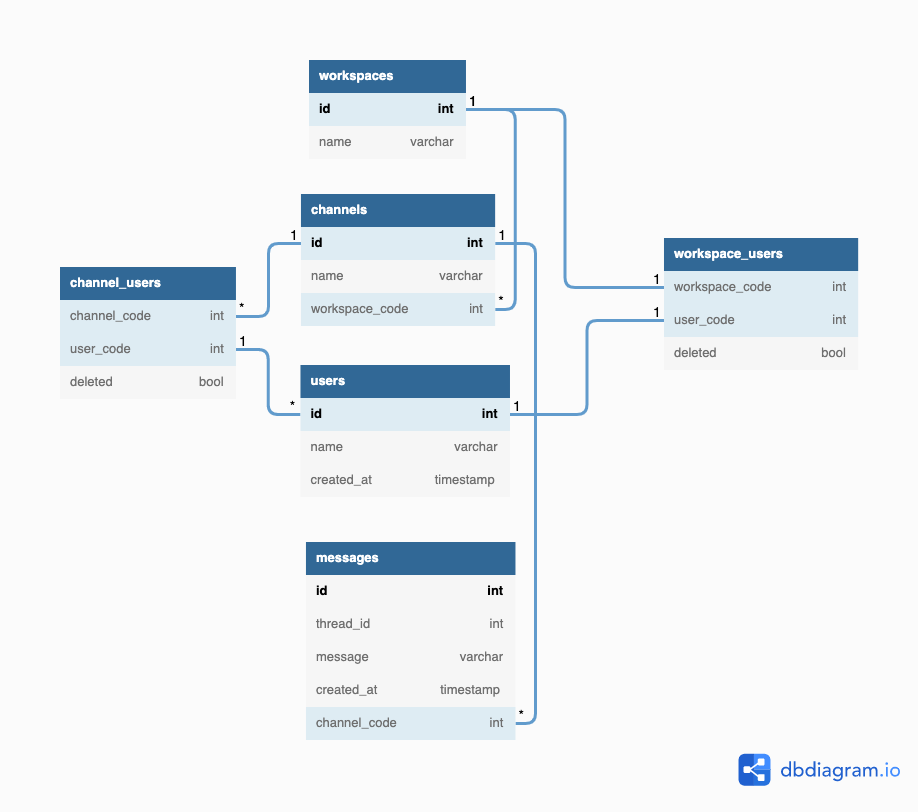 workspaces
id int
name varchar
1
channels
1 id int 1
name varchar
workspace_code int *
channel_users
channel_code int *
user_code int 1
deleted bool
workspace_users
1 workspace_code int
1 user_code int
deleted bool
users
* id int 1
name varchar
created_at timestamp
messages
id int
thread_id int
message varchar
created_at timestamp
channel_code int *
dbdiagram.io